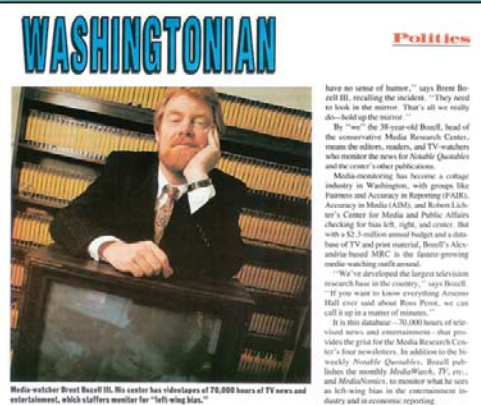 WASHINGTONIAN
Politics
have no sense of humor," says Brent Bo-
zell III, recalling the incident. "They need
to look in the mirror. That's all we really
do—hold up the mirror."
By "we" the 38-year-old Bozell, head of
the conservative Media Research Center,
means the editors, readers, and TV-watchers
who monitor the news for Notable Quotables
and the center's other publications.
Media-monitoring has become a cottage
industry in Washington, with groups like
Fairness and Accuracy in Reporting (FAIR),
Accuracy in Media (AIM), and Robert Lich-
ter's Center for Media and Public Affairs
checking for bias left, right, and center. But
with a $2.3-million annual budget and a data-
base of TV and print material, Bozell's Alex-
andria-based MRC is the fastest-growing
media-watching outfit around.
"We've developed the largest television
research base in the country," says Bozell.
"If you want to know everything Arsenio
Hall ever said about Ross Perot, we can
call it up in a matter of minutes."
It is this database—70,000 hours of tele-
vised news and entertainment—that pro-
vides the grist for the Media Research Cen-
ter's four newsletters. In addition to the bi-
weekly Notable Quotables, Bozell pub-
lishes the monthly MediaWatch, TV, etc.,
and MediaNomics, to monitor what he sees
as left-wing bias in the entertainment in-
dustry and in economic reporting.
Media-watcher Brent Bozell III. His center has videotapes of 70,000 hours of TV news and
entertainment, which staffers monitor for "left-wing bias."